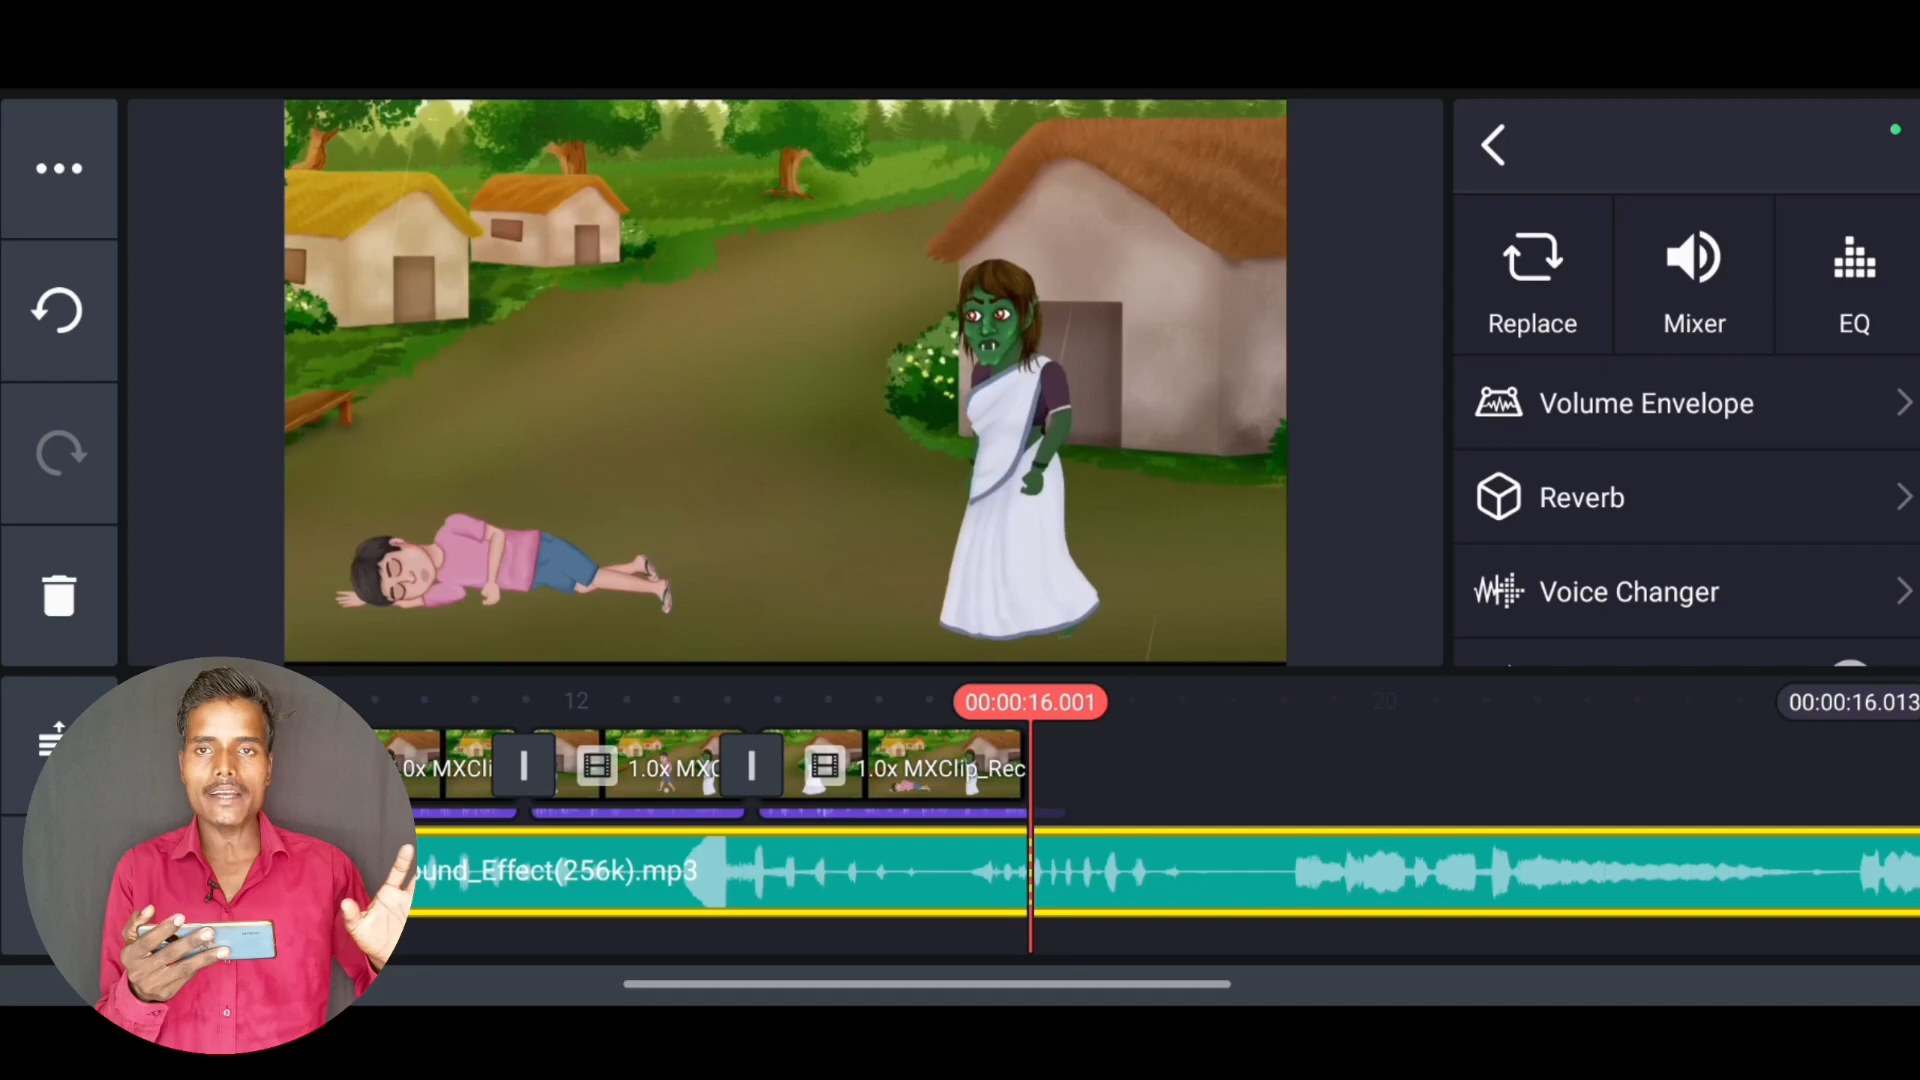 Replace
Mixer
EQ
Volume Envelope
Reverb
Voice Changer
12
00:00:16.001
20
00:00:16.013
0x MXCli
1.0x MXC
1.0x MXClip_Rec
ound_Effect(256k).mp3